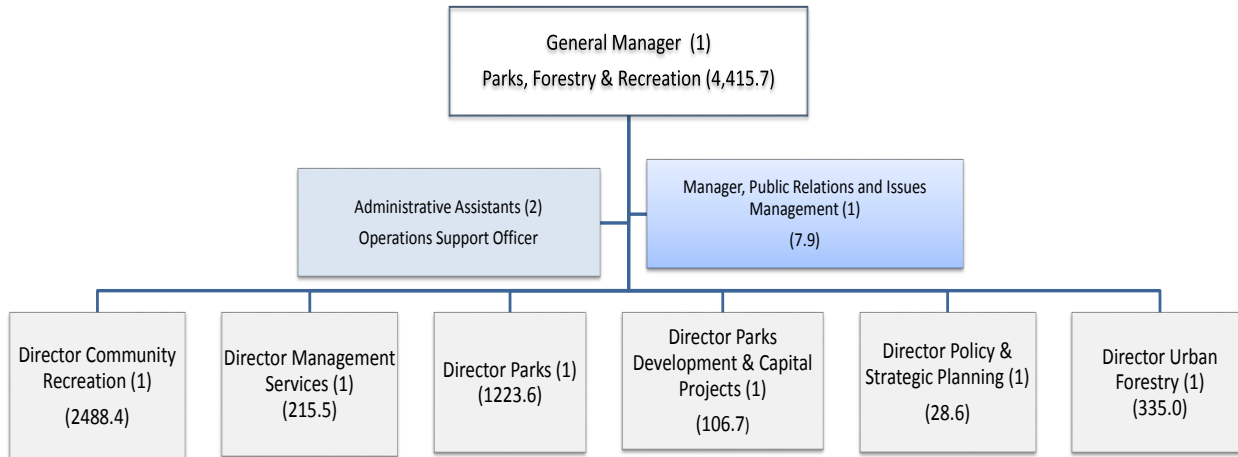 General Manager (1)
Parks, Forestry & Recreation (4,415.7)
Administrative Assistants (2)
Operations Support Officer
Manager, Public Relations and Issues
Management (1)
(7.9)
Director Community
Recreation (1)
(2488.4)
Director Management
Services (1)
(215.5)
Director Parks (1)
(1223.6)
Director Parks
Development & Capital
Projects (1)
(106.7)
Director Policy &
Strategic Planning (1)
(28.6)
Director Urban
Forestry (1)
(335.0)